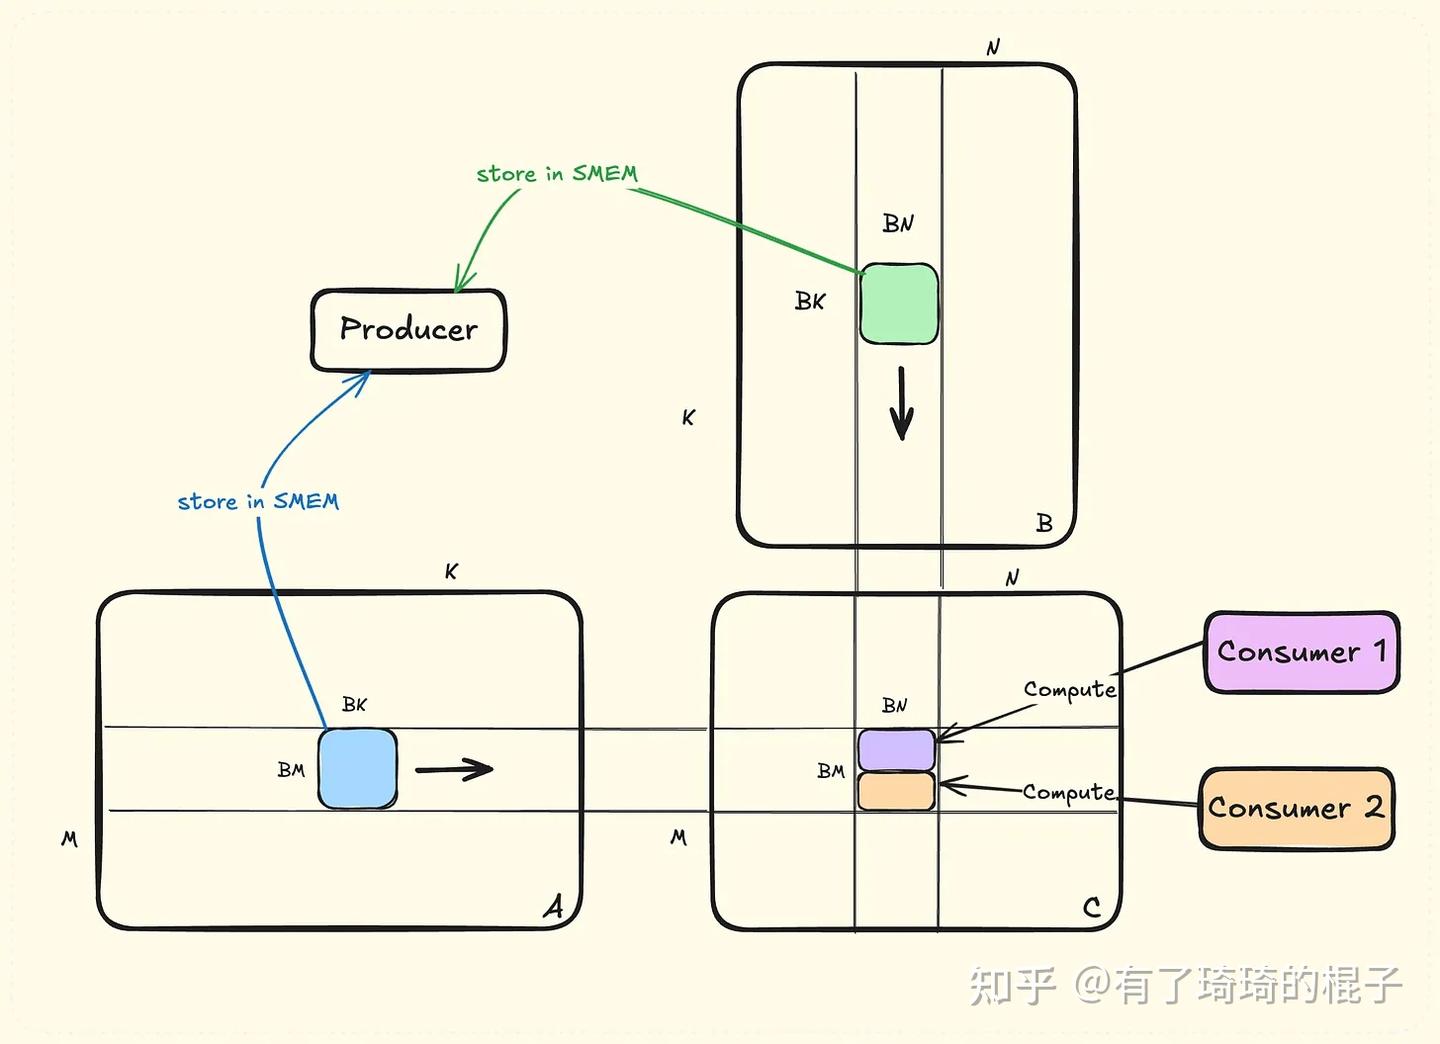 N
store in SMEM
BN
Producer
BK
K
store in SMEM
B
K
N
Consumer 1
Compute
BK
BN
BM
BM
Compute
Consumer 2
M
M
A
C
知乎 @有了琦琦的棍子